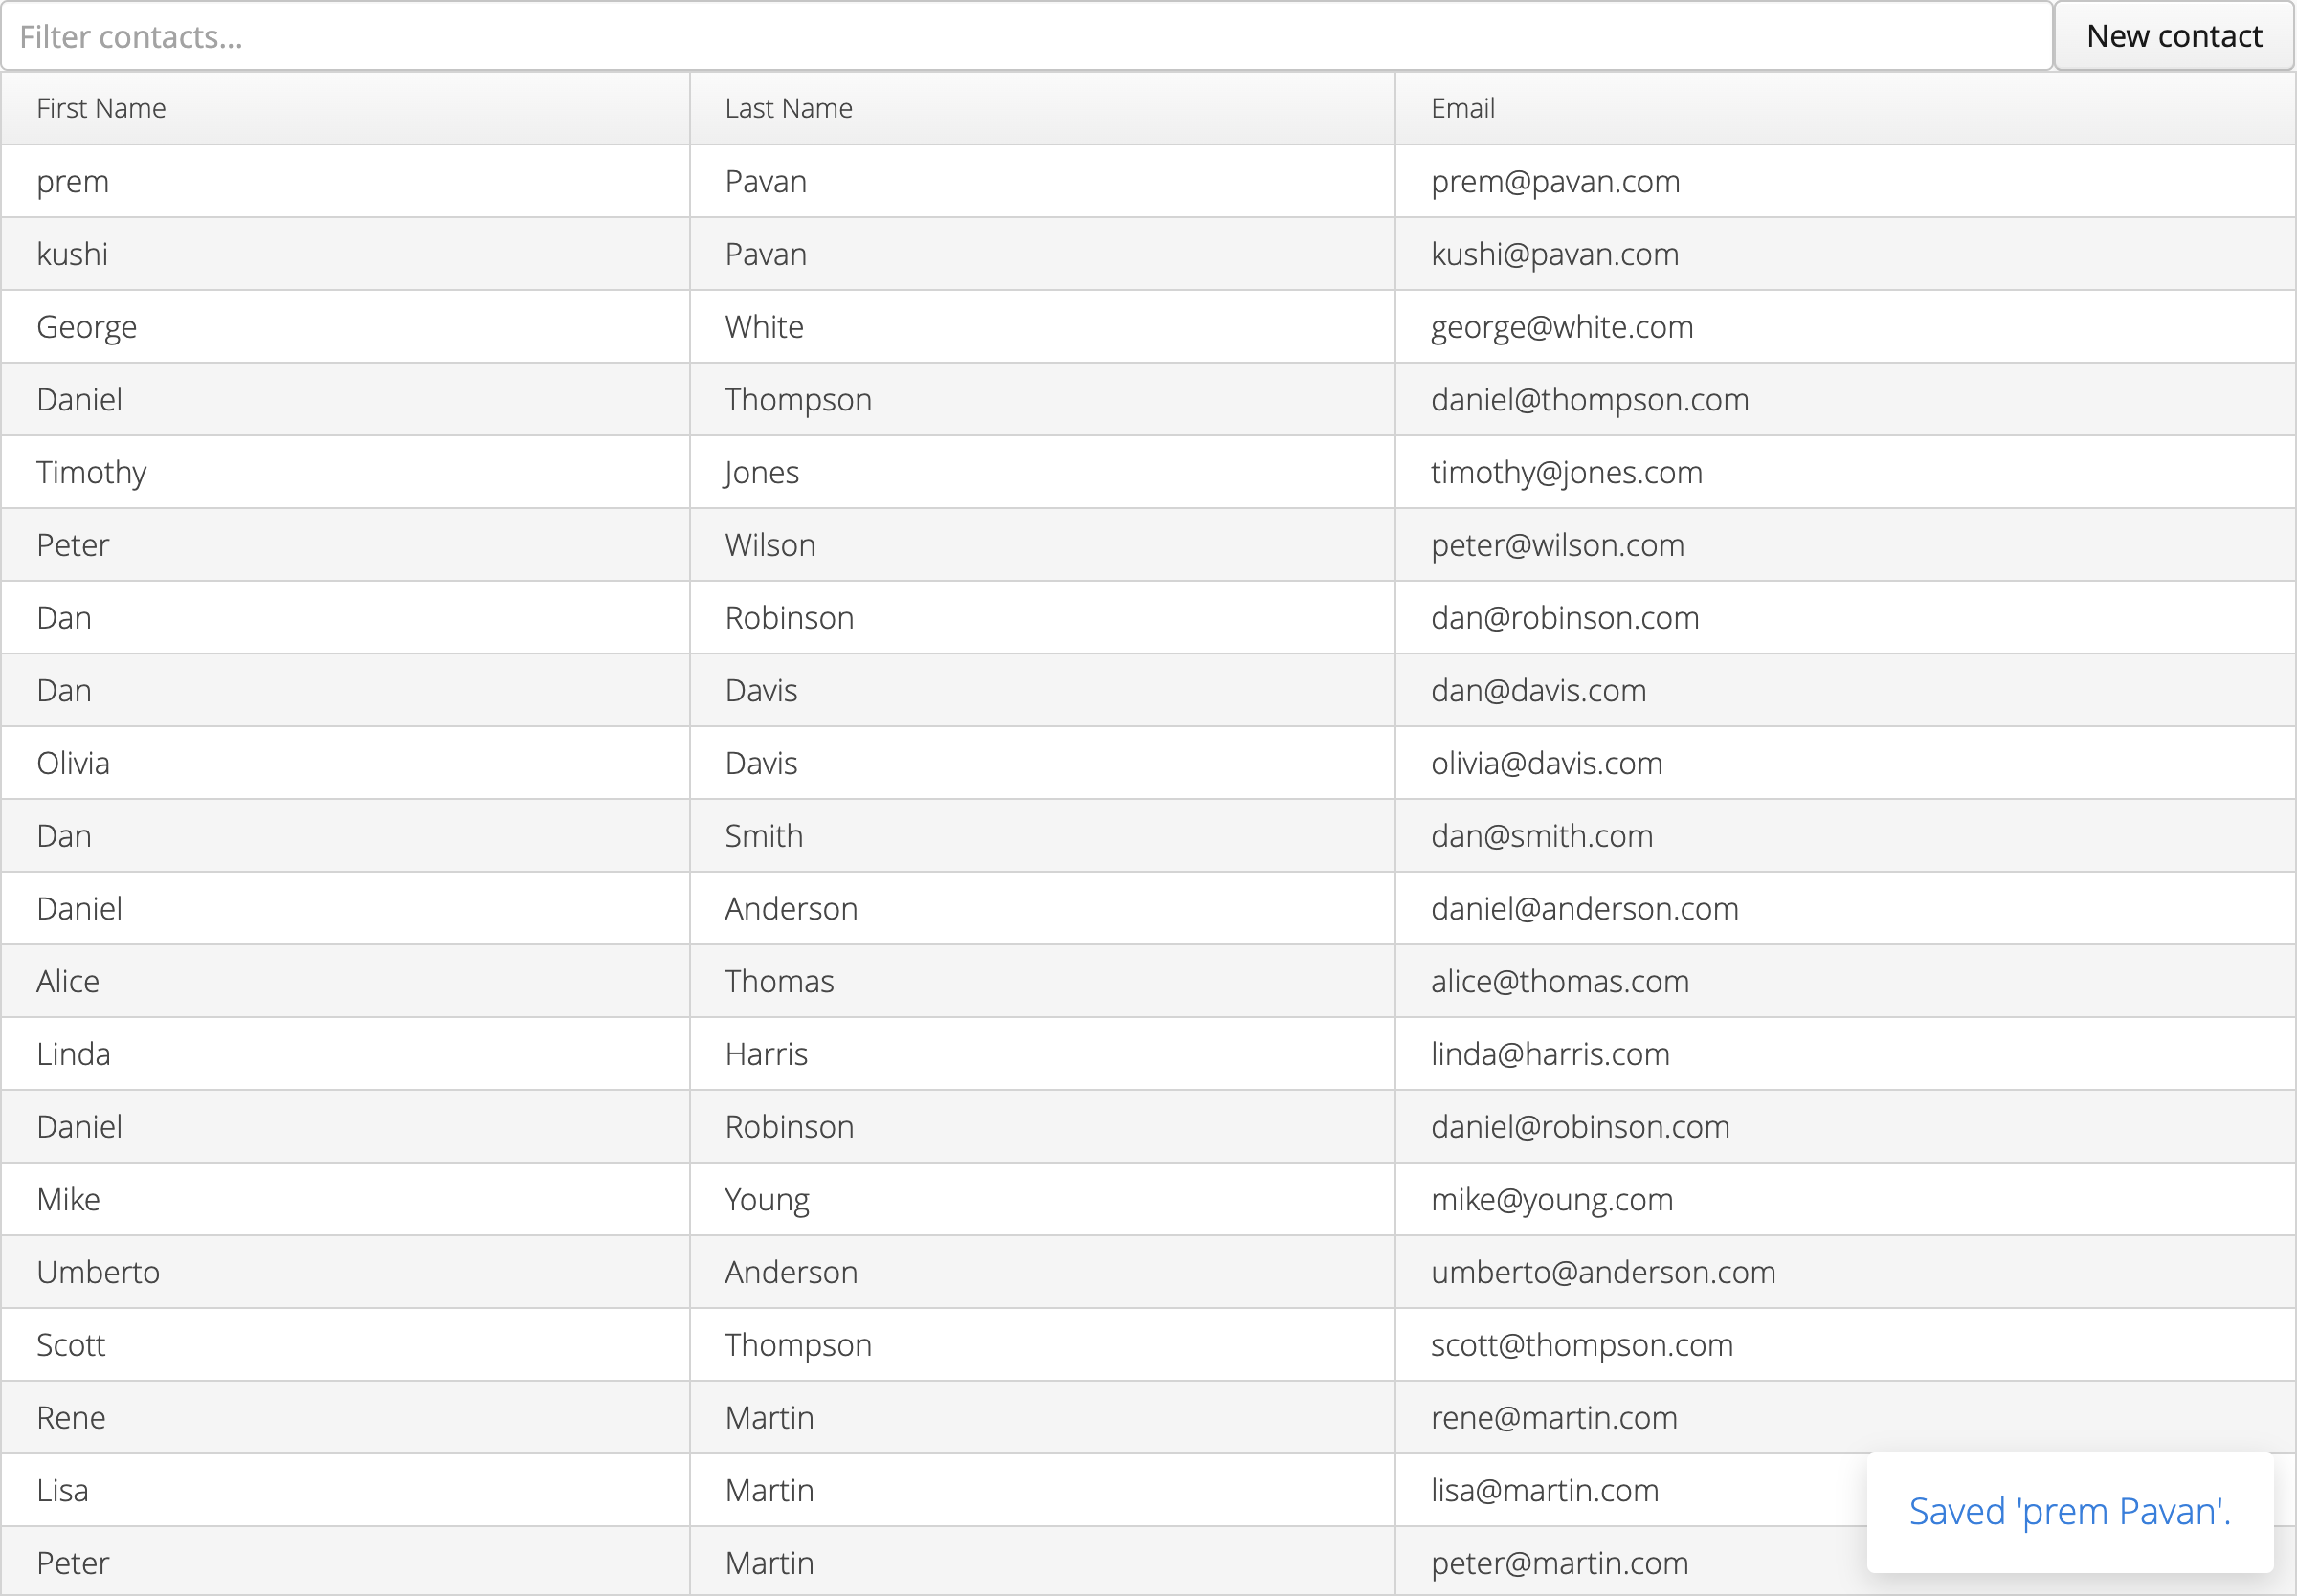 Filter contacts... New contact
First Name Last Name Email
prem Pavan prem@pavan.com
kushi Pavan kushi@pavan.com
George White george@white.com
Daniel Thompson daniel@thompson.com
Timothy Jones timothy@jones.com
Peter Wilson peter@wilson.com
Dan Robinson dan@robinson.com
Dan Davis dan@davis.com
Olivia Davis olivia@davis.com
Dan Smith dan@smith.com
Daniel Anderson daniel@anderson.com
Alice Thomas alice@thomas.com
Linda Harris linda@harris.com
Daniel Robinson daniel@robinson.com
Mike Young mike@young.com
Umberto Anderson umberto@anderson.com
Scott Thompson scott@thompson.com
Rene Martin rene@martin.com
Lisa Martin lisa@martin.com
Saved 'prem Pavan'.
Peter Martin peter@martin.com